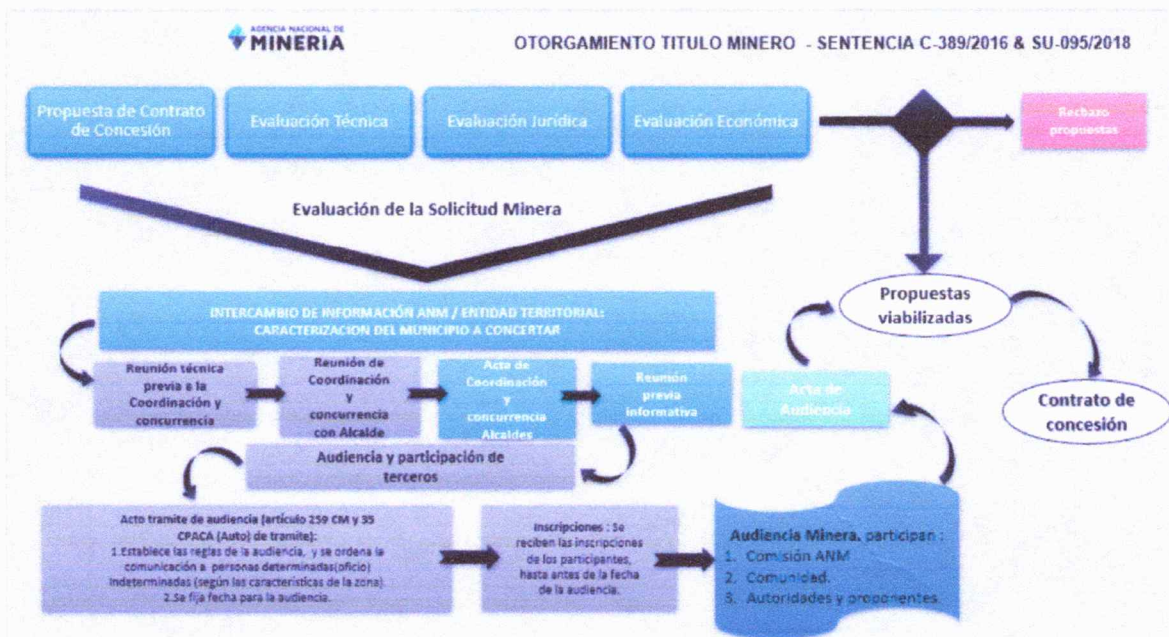 AGENCIA NACIONAL DE
MINERÍA
OTORGAMIENTO TITULO MINERO - SENTENCIA C-389/2016 & SU-095/2018
Propuesta de Contrato
de Concesión
Evaluación Técnica
Evaluación Jurídica
Evaluación Económica
Rechazo
propuestas
Evaluación de la Solicitud Minera
INTERCAMBIO DE INFORMACIÓN ANM / ENTIDAD TERRITORIAL:
CARACTERIZACION DEL MUNICIPIO A CONCERTAR
Propuestas
viabilizadas
Reunión técnica
previa a la
Coordinación y
concurrencia
Reunión de
Coordinación
y
concurrencia
con Alcalde
Acta de
Coordinación
y
concurrencia
Alcaldes
Reunión
previa
informativa
Acta de
Audiencia
Contrato de
concesión
Audiencia y participación de
terceros
Acto tramite de audiencia (artículo 259 CM y 35
CPACA (Auto) de tramite):
1.Establece las reglas de la audiencia, y se ordena la
comunicación a personas determinadas(oficio)
Indeterminadas (según las características de la zona).
2.Se fija fecha para la audiencia.
Inscripciones : Se
reciben las inscripciones
de los participantes,
hasta antes de la fecha
de la audiencia.
Audiencia Minera. participan :
1. Comisión ANM
2. Comunidad.
3. Autoridades y proponentes.